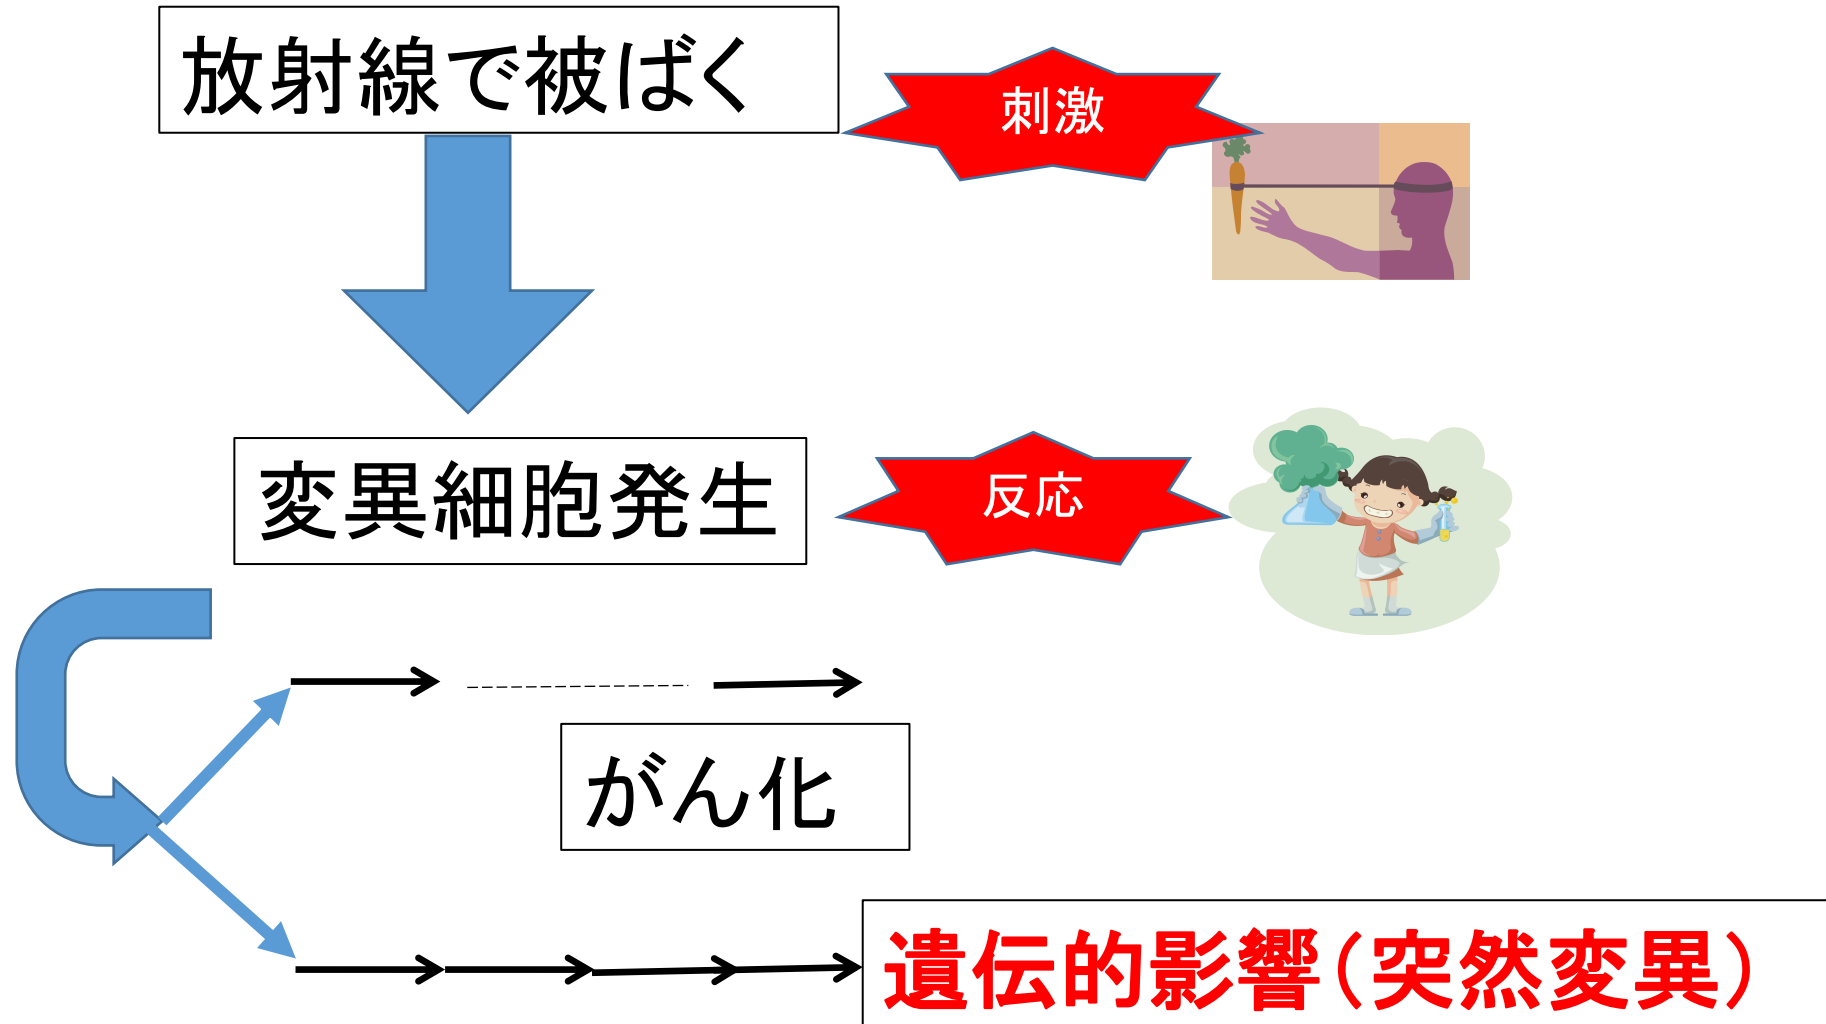 放射線で被ばく
刺激
変異細胞発生
反応
がん化
遺伝的影響（突然変異）